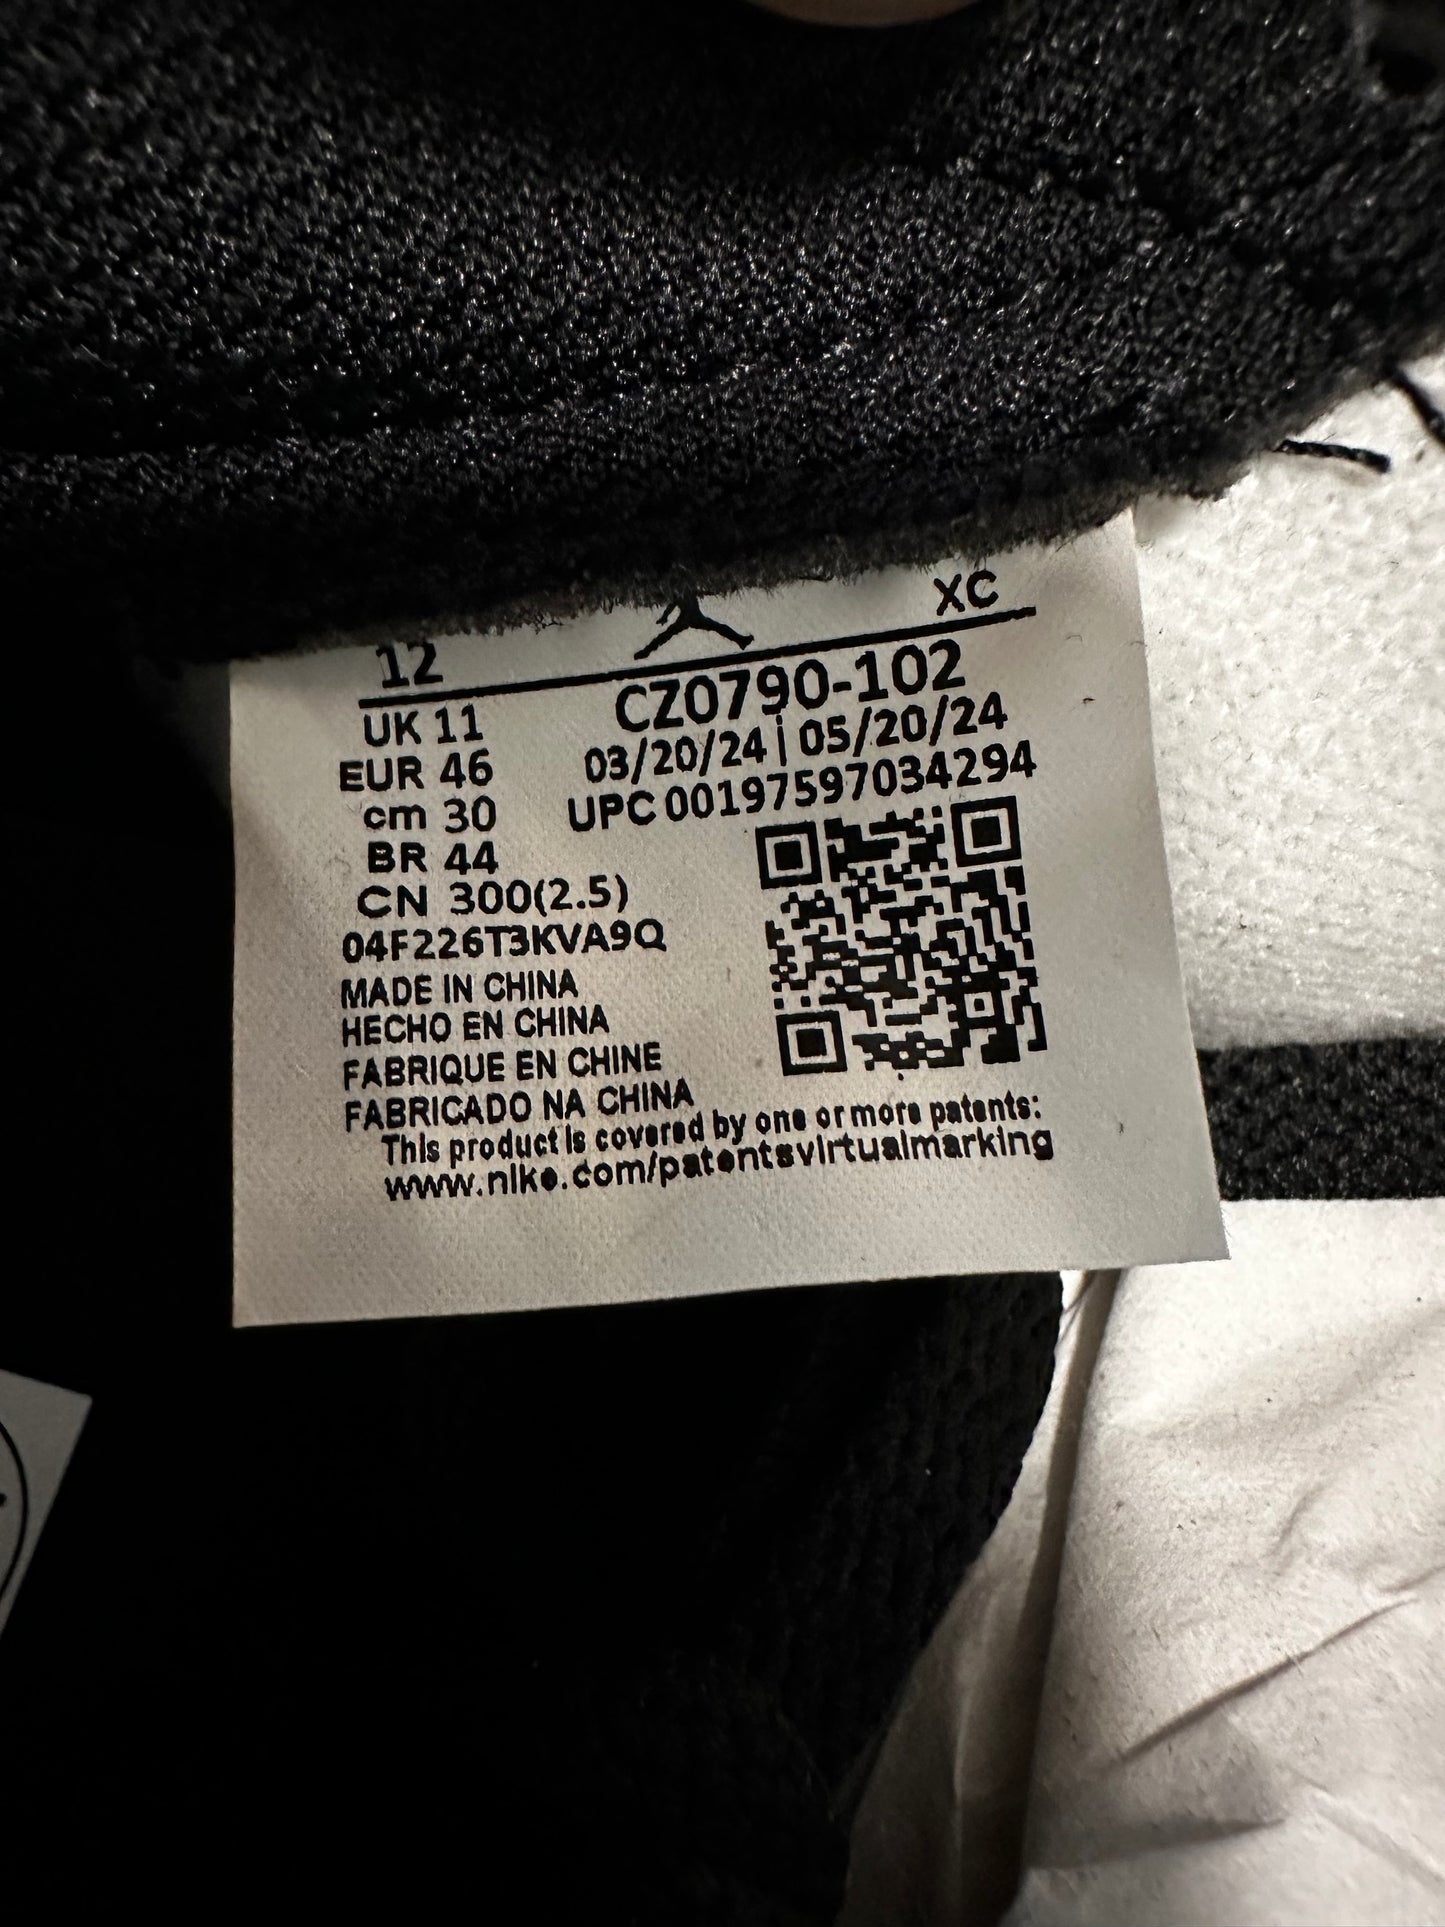 12 XC
UK 11 CZ0790-102
EUR 46 03/20/24 | 05/20/24
cm 30 UPC 00197597034294
BR 44
CN 300(2.5)
04F226T3KVA9Q
MADE IN CHINA
HECHO EN CHINA
FABRIQUE EN CHINE
FABRICADO NA CHINA
This product is covered by one or more patents:
www.nike.com/patentsvirtualmarking